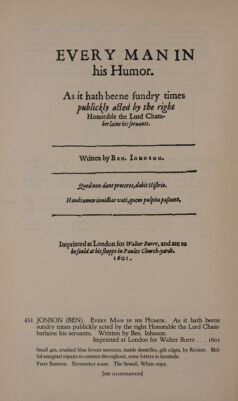 EVERY MAN IN
his Humor.
As it hath beene sundry times
publickly acted by the right
Honorable the Lord Cham-
berlaine his seruants.
Written by BEN. IOHNSON.
Quod non dant proceres, dabit Histrio.
Haud tamen inuidias vati, quem pulpita pascunt.
Imprinted at London for Walter Burre, and are to
be sould at his shoppe in Paules Church-yarde.
1601.
431 JONSON (BEN). EVERY MAN IN HIS HUMOR. As it hath beene
sundry times publickly acted by the right Honorable the Lord Cham-
berlaine his servants. Written by Ben. Johnson.
Imprinted at London for Walter Burre . . . 1601
Small 4to, crushed blue levant morocco, inside dentelles, gilt edges, by Riviere. Skil-
ful marginal repairs to corners throughout, some letters in facsimile.
FIRST EDITION. EXTREMELY RARE. The Sewall, White copy.
[SEE ILLUSTRATION]